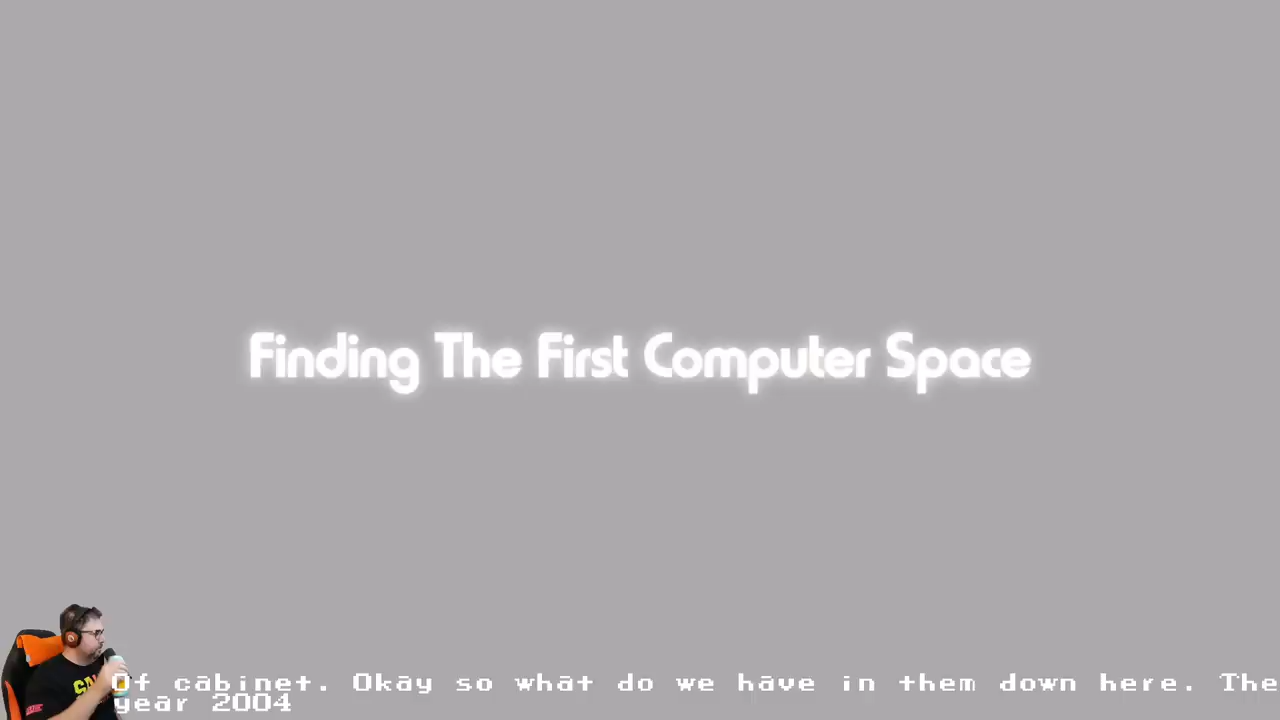 Finding The First Computer Space
Of cabinet. Okay so what do we have in them down here. The
year 2004